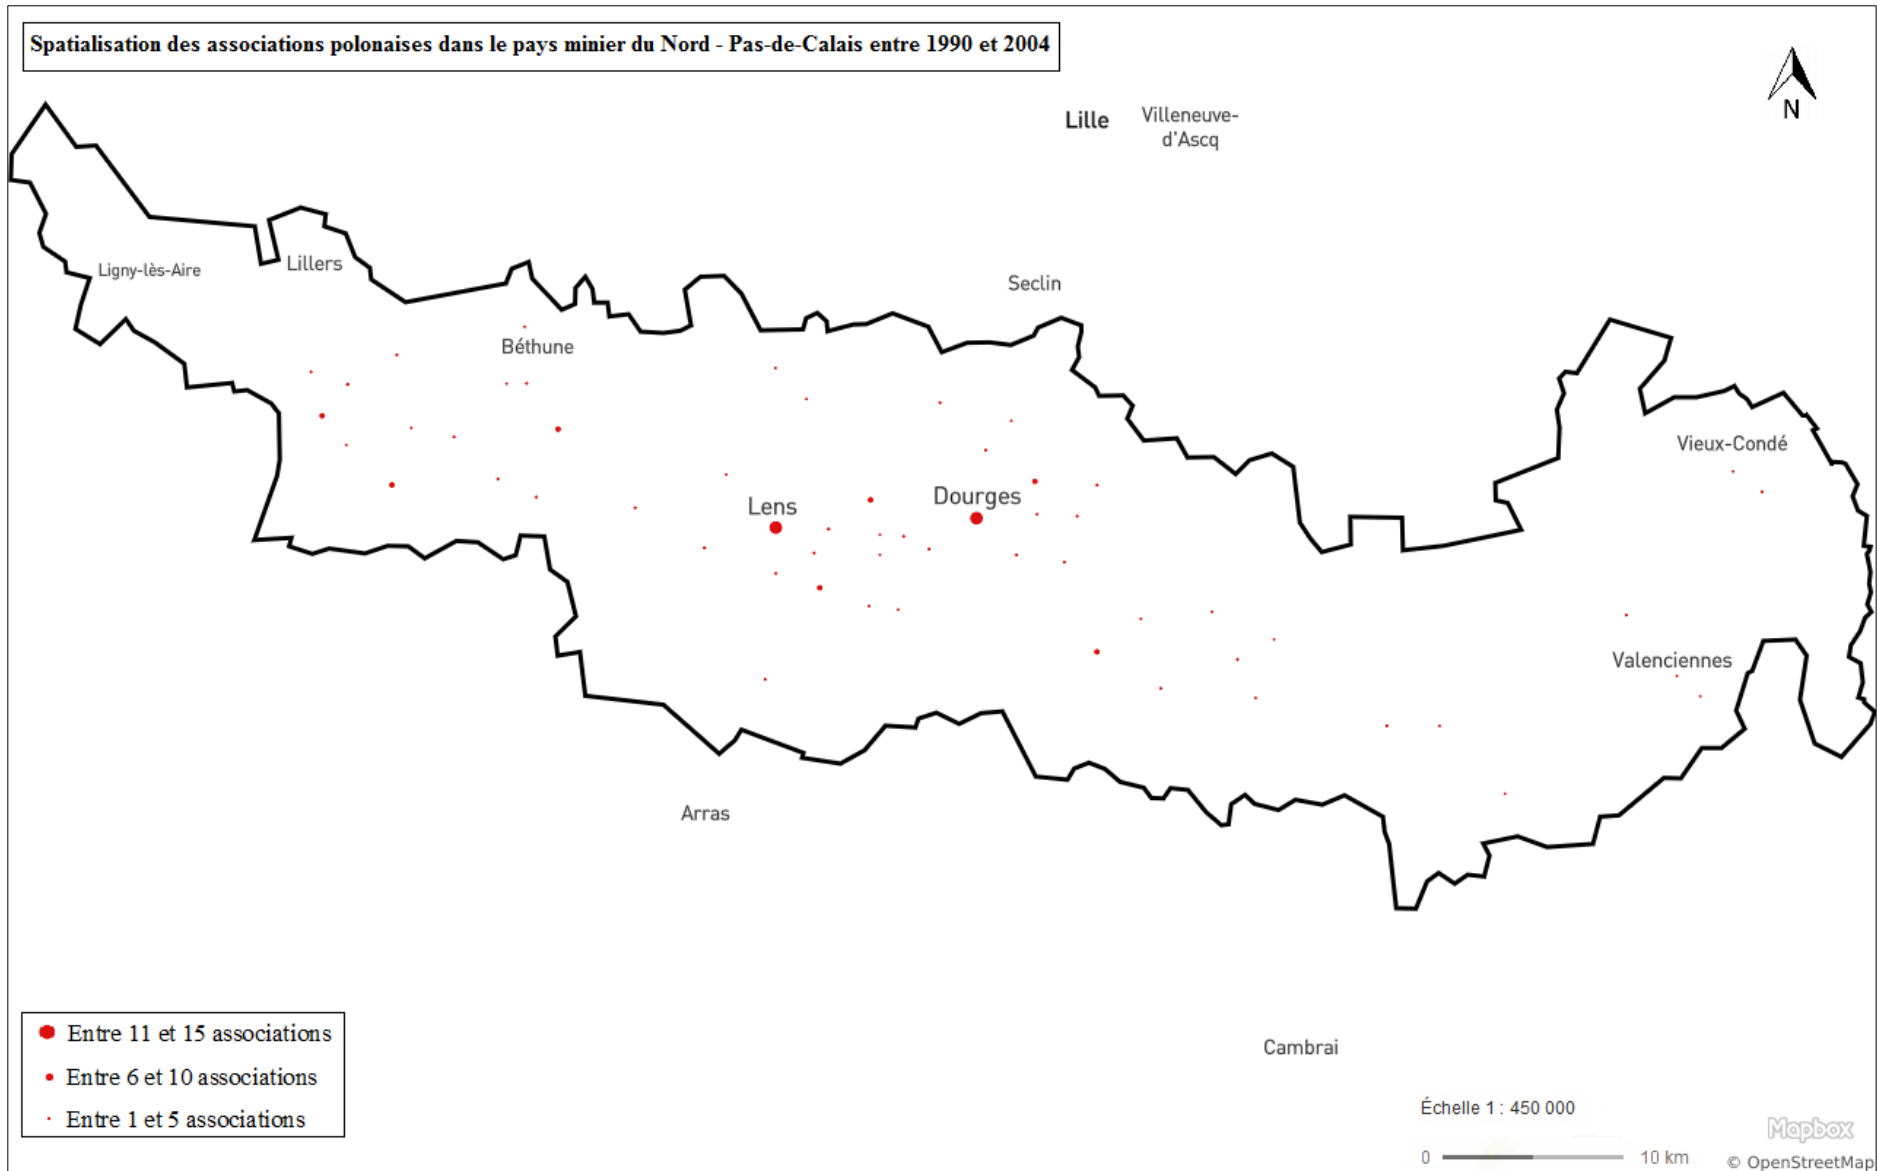 Spatialisation des associations polonaises dans le pays minier du Nord - Pas-de-Calais entre 1990 et 2004
N
Lille
Villeneuve-
d'Ascq
Ligny-lès-Aire
Lillers
Seclin
Béthune
Vieux-Condé
Dourges
Lens
Valenciennes
Arras
Cambrai
Entre 11 et 15 associations
Entre 6 et 10 associations
Entre 1 et 5 associations
Échelle 1 : 450 000
0 10 km
Mapbox
© OpenStreetMap